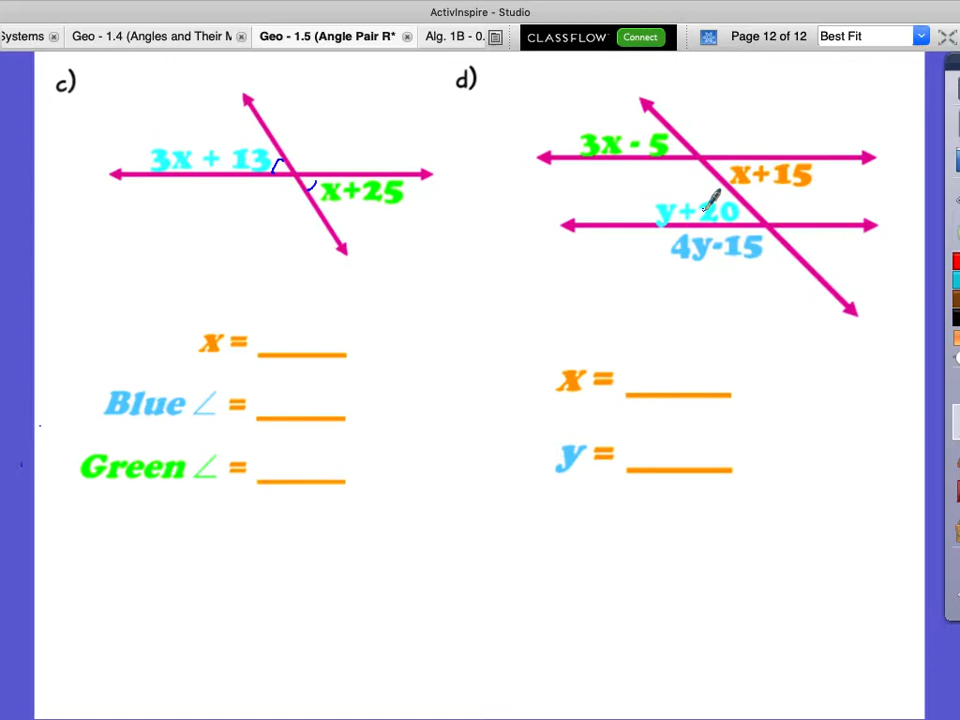 ActivInspire - Studio
Systems
Geo - 1.4 (Angles and Their M
Geo - 1.5 (Angle Pair R*
Alg. 1B - 0.
CLASSFLOW
Connect
Page 12 of 12
Best Fit
c)
3x + 13
x+25
x =
Blue ∠ =
Green ∠ =
d)
3x - 5
x+15
y+20
4y-15
x =
y =